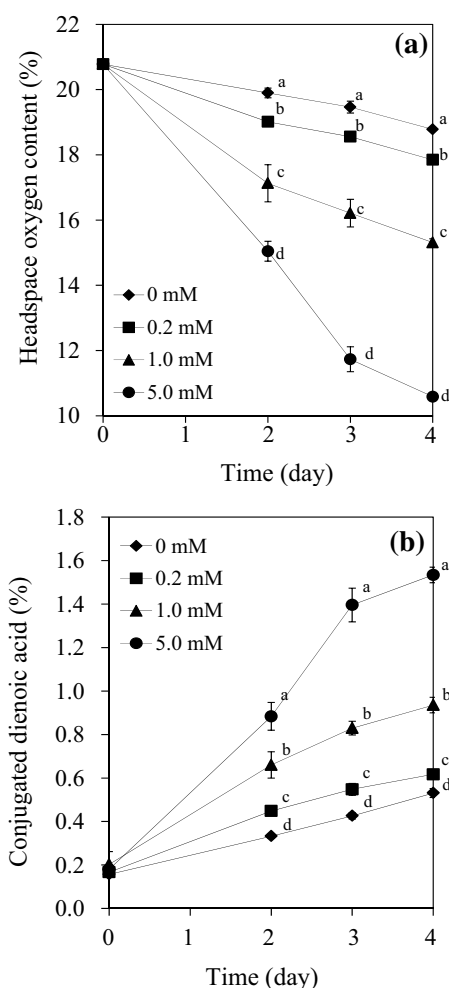 (a)
Headspace oxygen content (%)
22
20
18
16
14
12
10
a
a
a
b
b
b
c
c
c
d
d
d
0 mM
0.2 mM
1.0 mM
5.0 mM
0 1 2 3 4
Time (day)
(b)
Conjugated dienoic acid (%)
1.8
1.6
1.4
1.2
1.0
0.8
0.6
0.4
0.2
0.0
0 mM
0.2 mM
1.0 mM
5.0 mM
a
a
a
b
b
b
c
c
c
d
d
d
0 1 2 3 4
Time (day)